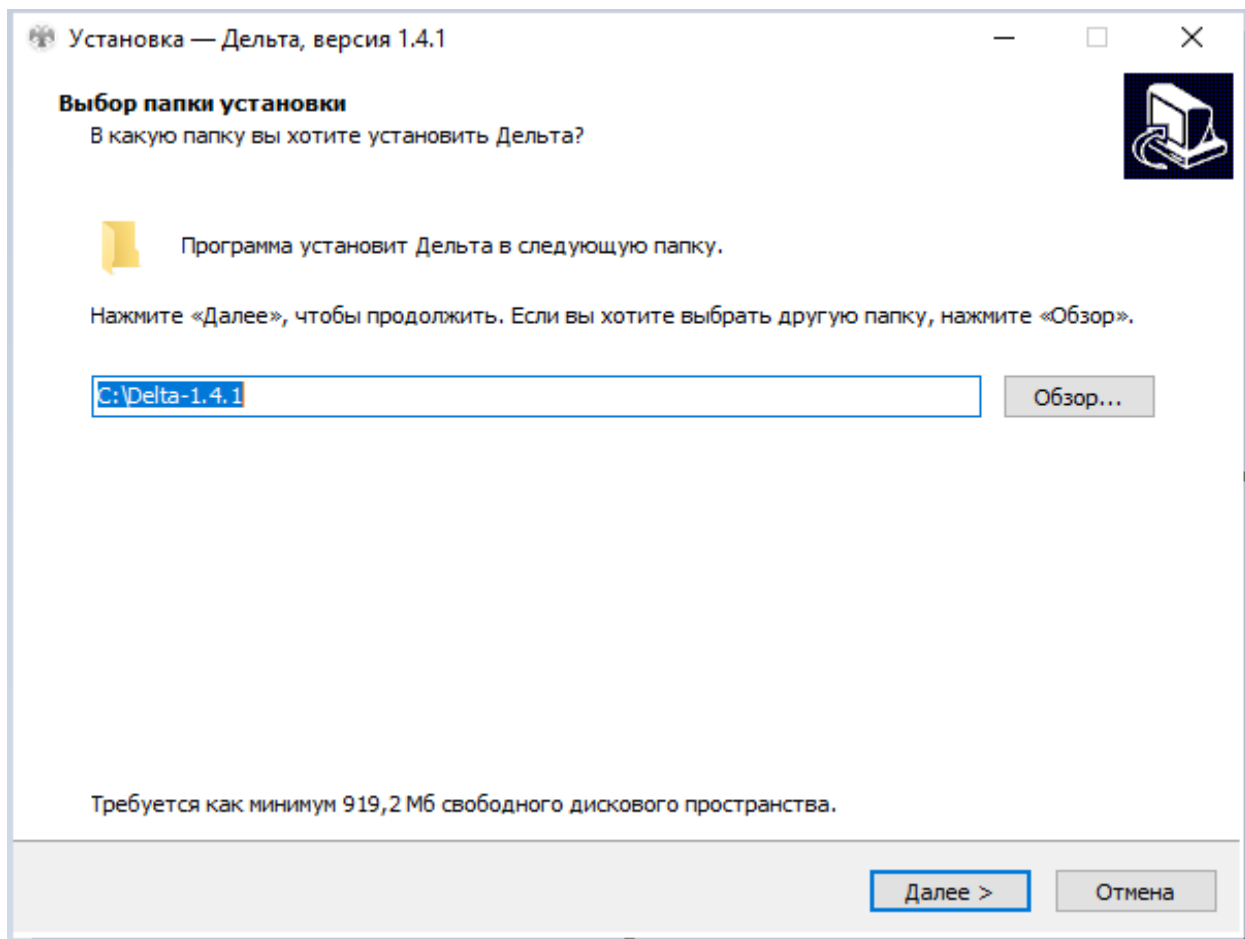 Установка — Дельта, версия 1.4.1
Выбор папки установки
В какую папку вы хотите установить Дельта?
Программа установит Дельта в следующую папку.
Нажмите «Далее», чтобы продолжить. Если вы хотите выбрать другую папку, нажмите «Обзор».
C:\Delta-1.4.1
Обзор...
Требуется как минимум 919,2 Мб свободного дискового пространства.
Далее >
Отмена